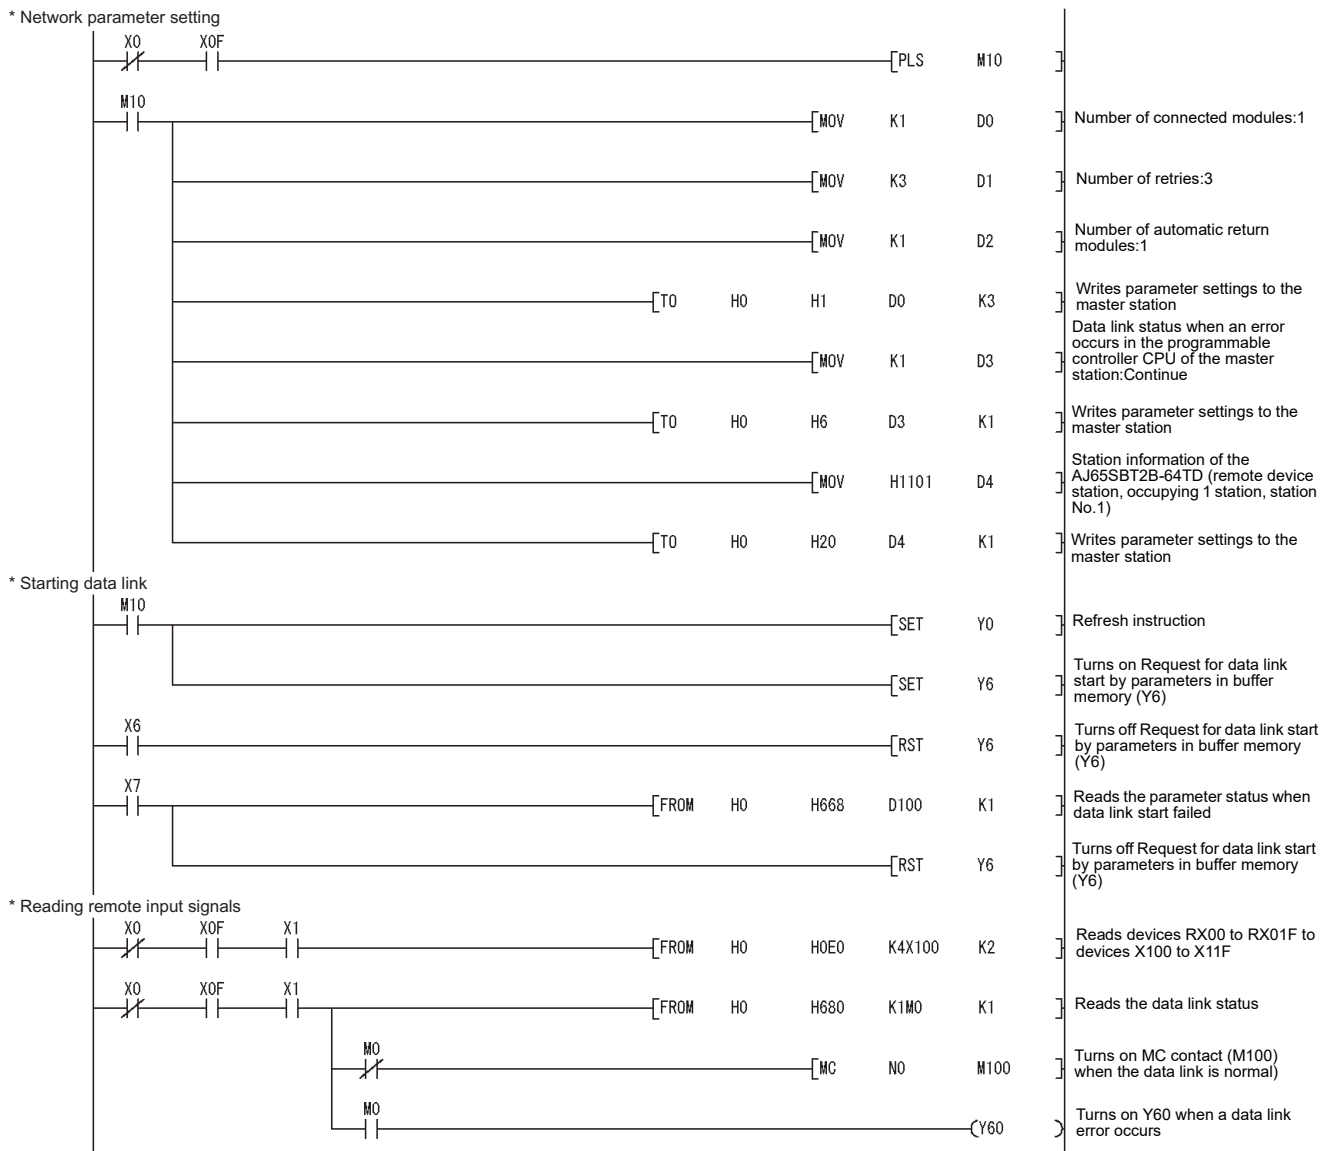 * Network parameter setting
X0 X0F
[PLS M10 ]
M10
[MOV K1 D0 ] Number of connected modules:1
[MOV K3 D1 ] Number of retries:3
[MOV K1 D2 ] Number of automatic return
modules:1
[TO H0 H1 D0 K3 ] Writes parameter settings to the
master station
[MOV K1 D3 ] Data link status when an error
occurs in the programmable
controller CPU of the master
station:Continue
[TO H0 H6 D3 K1 ] Writes parameter settings to the
master station
[MOV H1101 D4 ] Station information of the
AJ65SBT2B-64TD (remote device
station, occupying 1 station, station
No.1)
[TO H0 H20 D4 K1 ] Writes parameter settings to the
master station
* Starting data link
M10
[SET Y0 ] Refresh instruction
[SET Y6 ] Turns on Request for data link
start by parameters in buffer
memory (Y6)
X6
[RST Y6 ] Turns off Request for data link start
by parameters in buffer memory
(Y6)
X7
[FROM H0 H668 D100 K1 ] Reads the parameter status when
data link start failed
[RST Y6 ] Turns off Request for data link start
by parameters in buffer memory
(Y6)
* Reading remote input signals
X0 X0F X1
[FROM H0 H0E0 K4X100 K2 ] Reads devices RX00 to RX01F to
devices X100 to X11F
X0 X0F X1
[FROM H0 H680 K1M0 K1 ] Reads the data link status
M0
[MC N0 M100 ] Turns on MC contact (M100)
when the data link is normal)
M0
(Y60 ) Turns on Y60 when a data link
error occurs